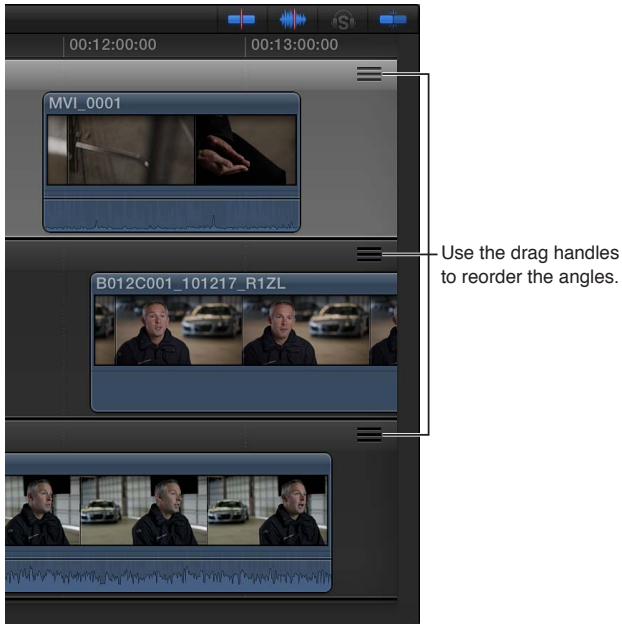 00:12:00:00
00:13:00:00
MVI_0001
Use the drag handles
to reorder the angles.
B012C001_101217_R1ZL